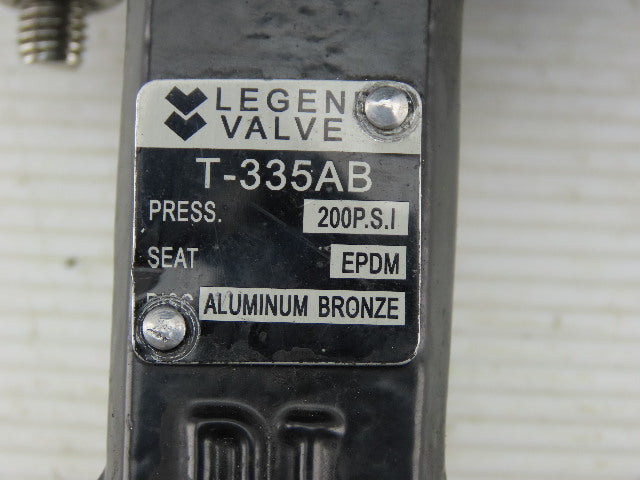 LEGEN
VALVE
T-335AB
PRESS. 200P.S.I
SEAT EPDM
ALUMINUM BRONZE